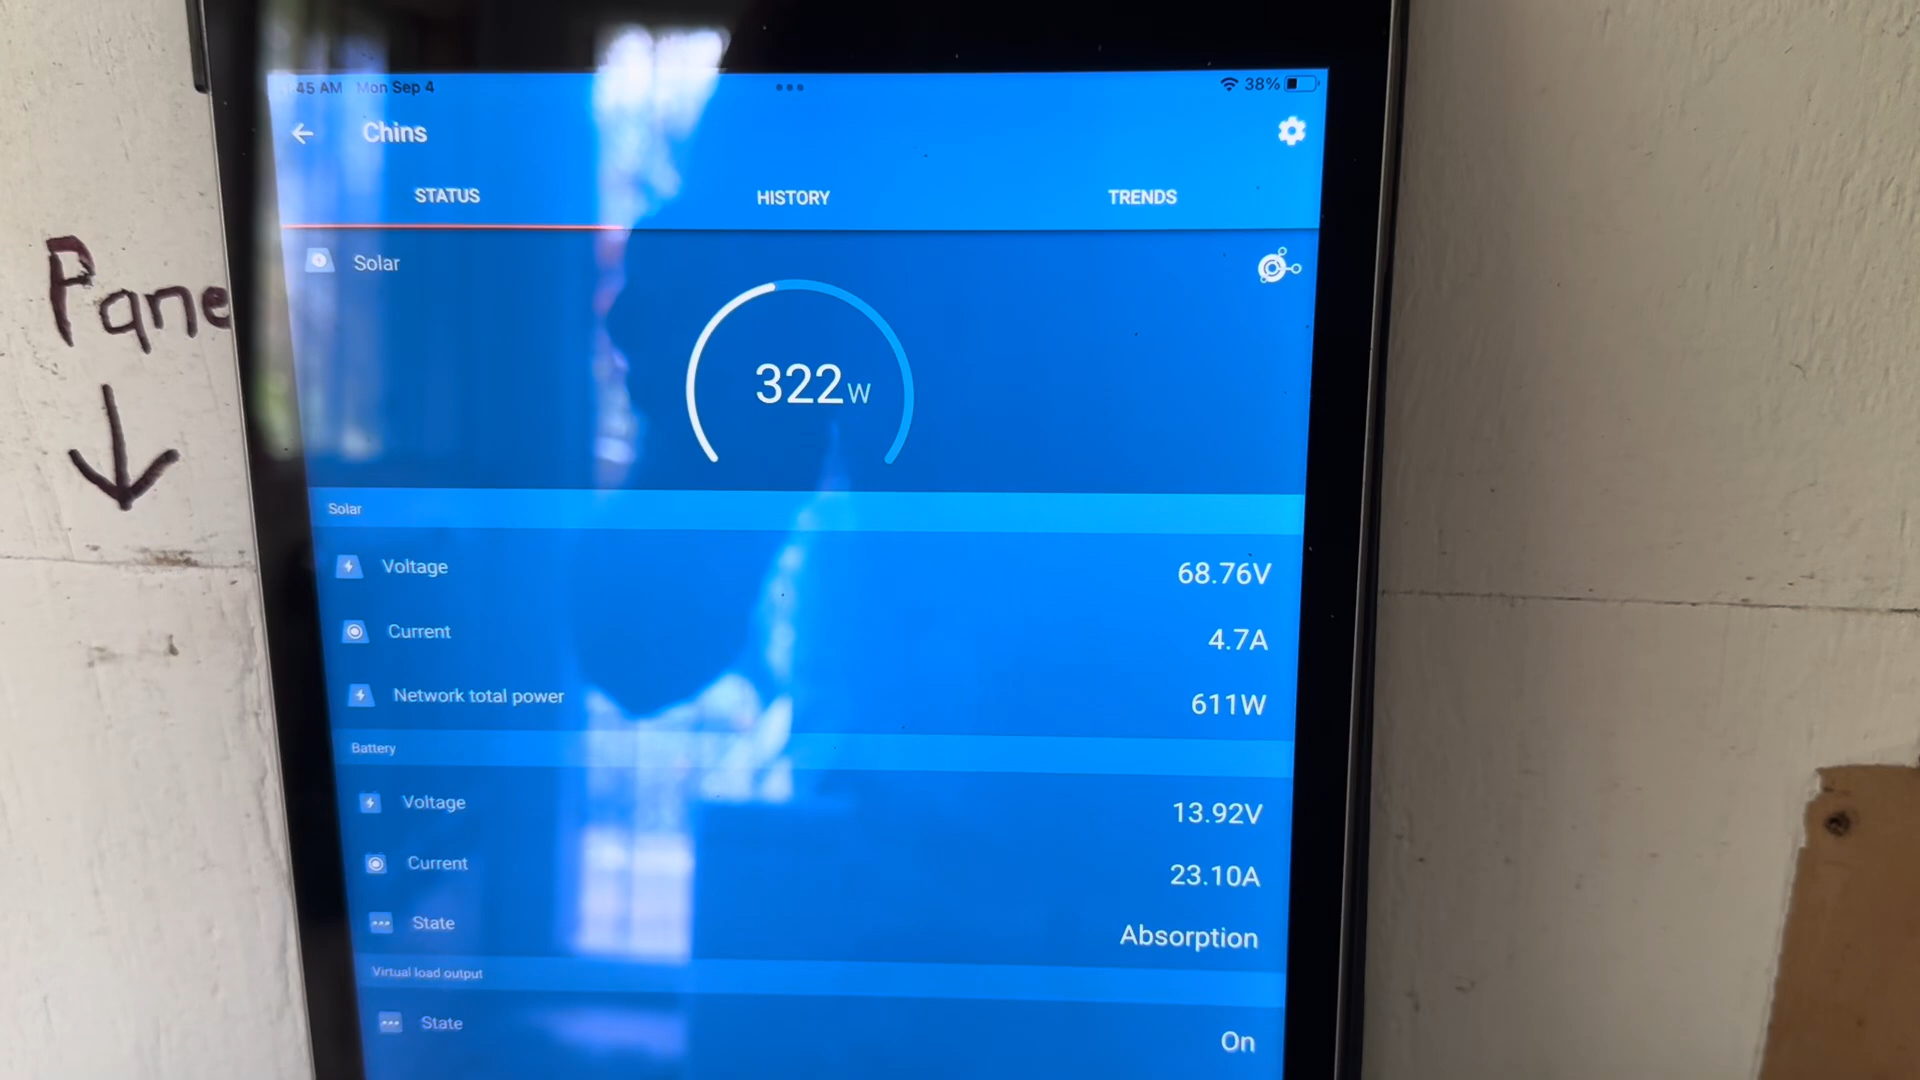 45 AM Mon Sep 4
38%
Chins
STATUS HISTORY TRENDS
Solar
322W
Solar
Voltage 68.76V
Current 4.7A
Network total power 611W
Battery
Voltage 13.92V
Current 23.10A
State Absorption
Virtual load output
State On
Pane